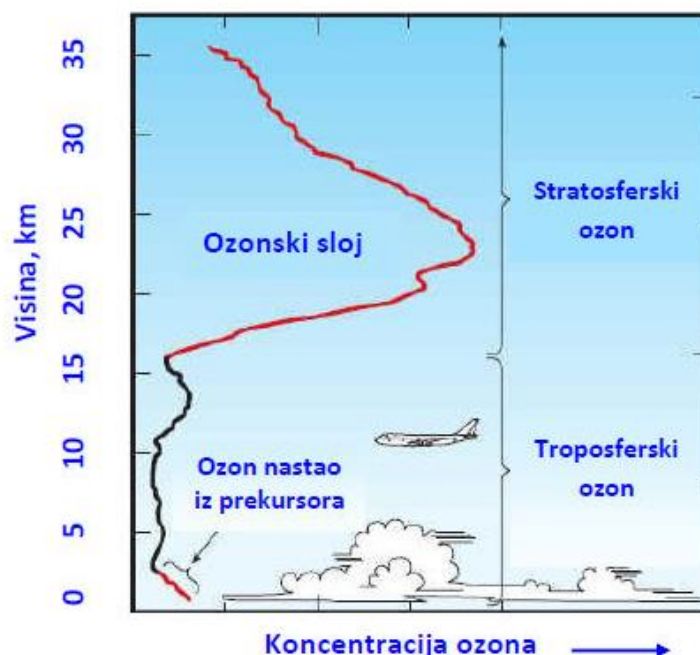 35
30
25
20
15
10
5
0
Visina, km
Ozonski sloj
Stratosferski
ozon
Ozon nastao
iz prekursora
Troposferski
ozon
Koncentracija ozona